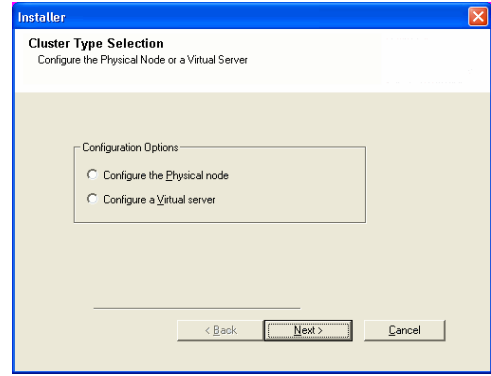 Installer
Cluster Type Selection
Configure the Physical Node or a Virtual Server
Configuration Options
Configure the Physical node
Configure a Virtual server
< Back
Next >
Cancel